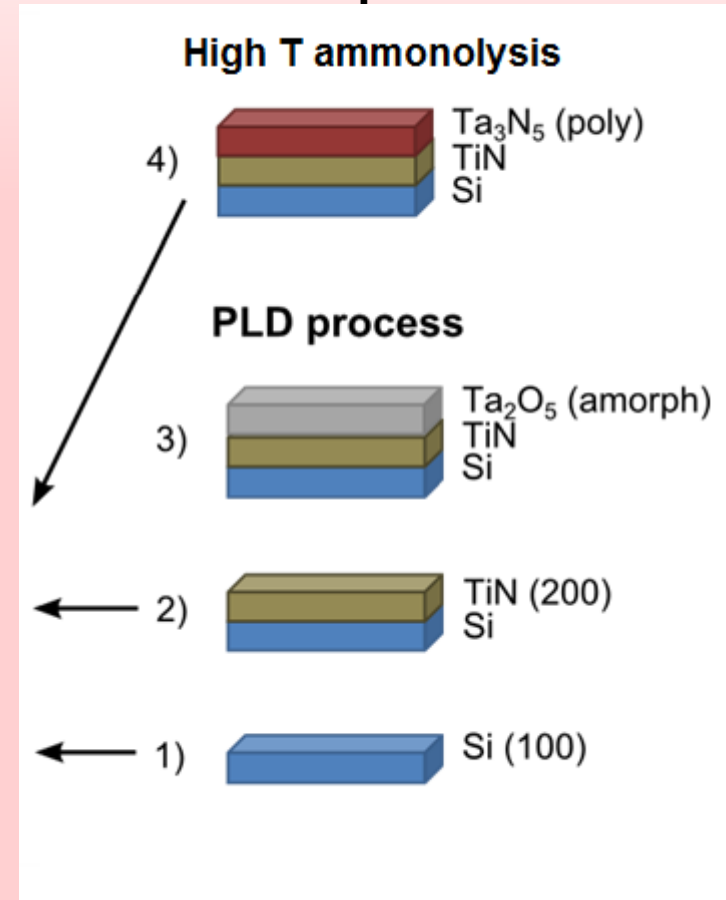 High T ammonolysis
4)
Ta₃N₅ (poly)
TiN
Si
PLD process
3)
Ta₂O₅ (amorph)
TiN
Si
2)
TiN (200)
Si
1)
Si (100)